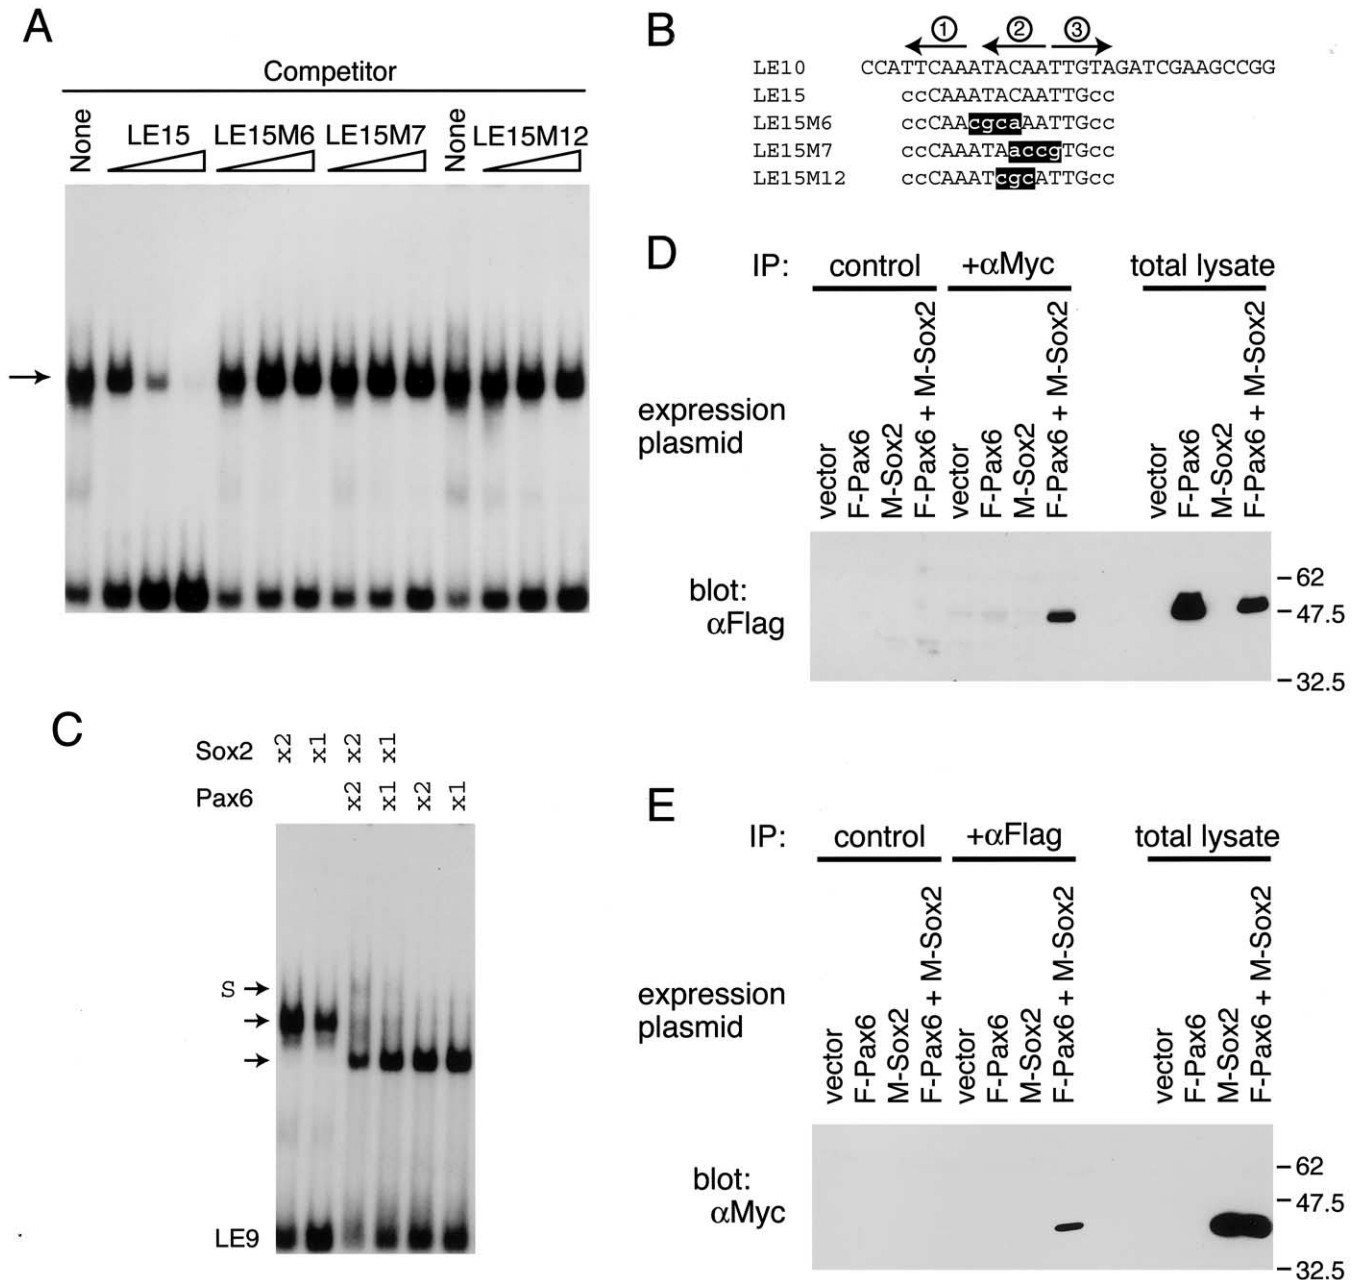 A
Competitor
None LE15 LE15M6 LE15M7 None LE15M12
B
① ② ③
LE10 CCATTCAAATACAATTGTAGATCGAAGCCGG
LE15 ccCAAATACAATTGcc
LE15M6 ccCAAcgcaAATTGcc
LE15M7 ccCAAATAaccgTGcc
LE15M12 ccCAAATcgcATTGcc
C
Sox2 x2 x1 x2 x1
Pax6 x2 x1 x2 x1
S
LE9
D
IP: control +αMyc total lysate
expression
plasmid
vector F-Pax6 M-Sox2 F-Pax6 + M-Sox2 vector F-Pax6 M-Sox2 F-Pax6 + M-Sox2 vector F-Pax6 M-Sox2 F-Pax6 + M-Sox2
blot:
αFlag
62
47.5
32.5
E
IP: control +αFlag total lysate
expression
plasmid
vector F-Pax6 M-Sox2 F-Pax6 + M-Sox2 vector F-Pax6 M-Sox2 F-Pax6 + M-Sox2 vector F-Pax6 M-Sox2 F-Pax6 + M-Sox2
blot:
αMyc
62
47.5
32.5